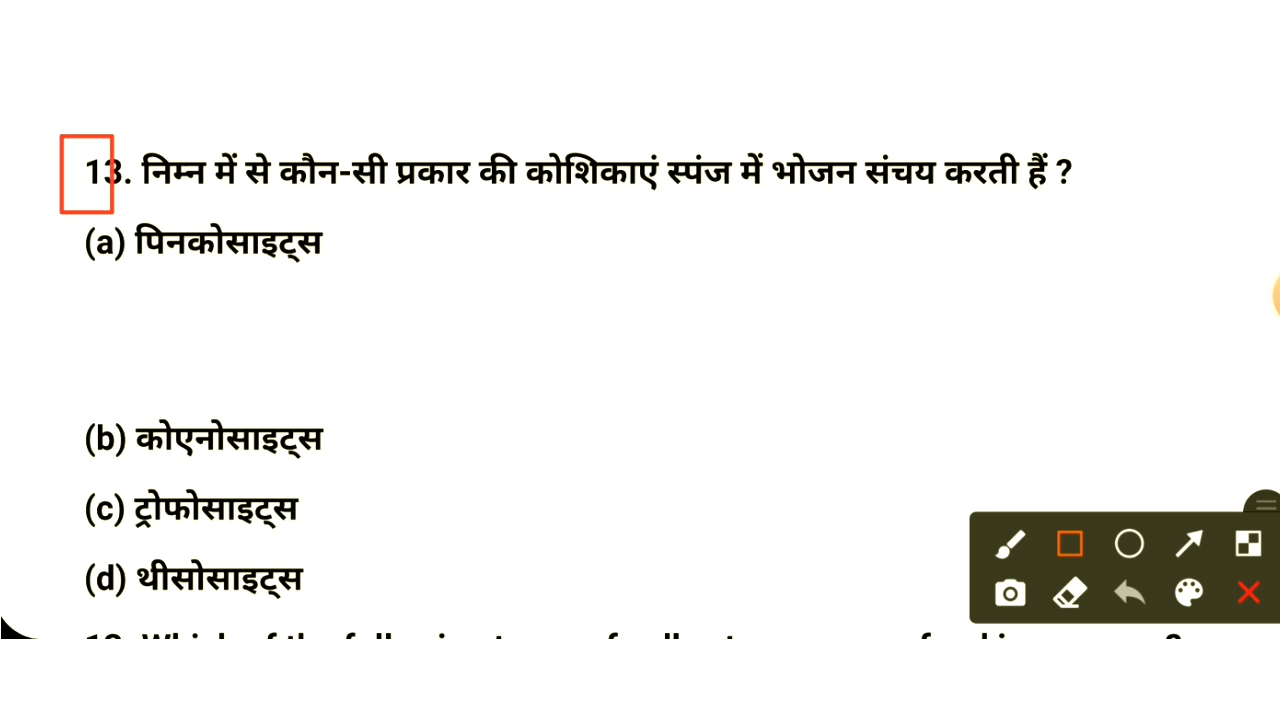 13. निम्न में से कौन-सी प्रकार की कोशिकाएं स्पंज में भोजन संचय करती हैं ?
(a) पिनकोसाइट्स
(b) कोएनोसाइट्स
(c) ट्रोफोसाइट्स
(d) थीसोसाइट्स